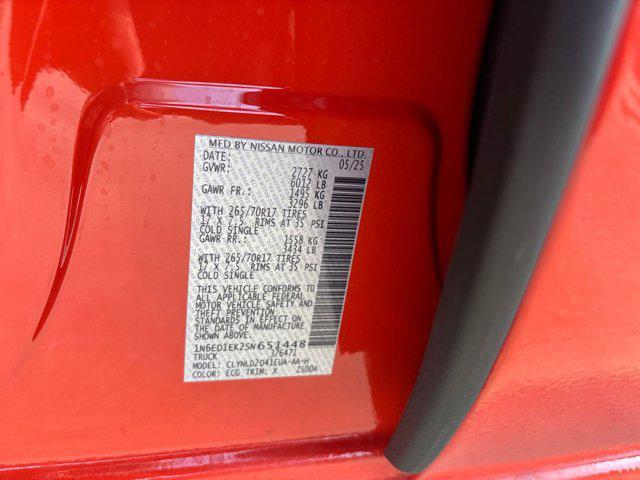 MFD BY NISSAN MOTOR CO., LTD.
DATE: 05/25
GVWR: 2727 KG
6012 LB
GAWR FR.: 1495 KG
3296 LB
WITH 265/70R17 TIRES
17 X 7.5 RIMS AT 35 PSI
COLD SINGLE
GAWR RR.: 1558 KG
3434 LB
WITH 265/70R17 TIRES
17 X 7.5 RIMS AT 35 PSI
COLD SINGLE
THIS VEHICLE CONFORMS TO
ALL APPLICABLE FEDERAL
MOTOR VEHICLE SAFETY AND
THEFT PREVENTION
STANDARDS IN EFFECT ON
THE DATE OF MANUFACTURE
SHOWN ABOVE.
1N6ED1EK2SN651448
TRUCK 376471
MODEL: CLYNLD2D41EUA-AA-H
COLOR: ECG TRIM: X 2500A